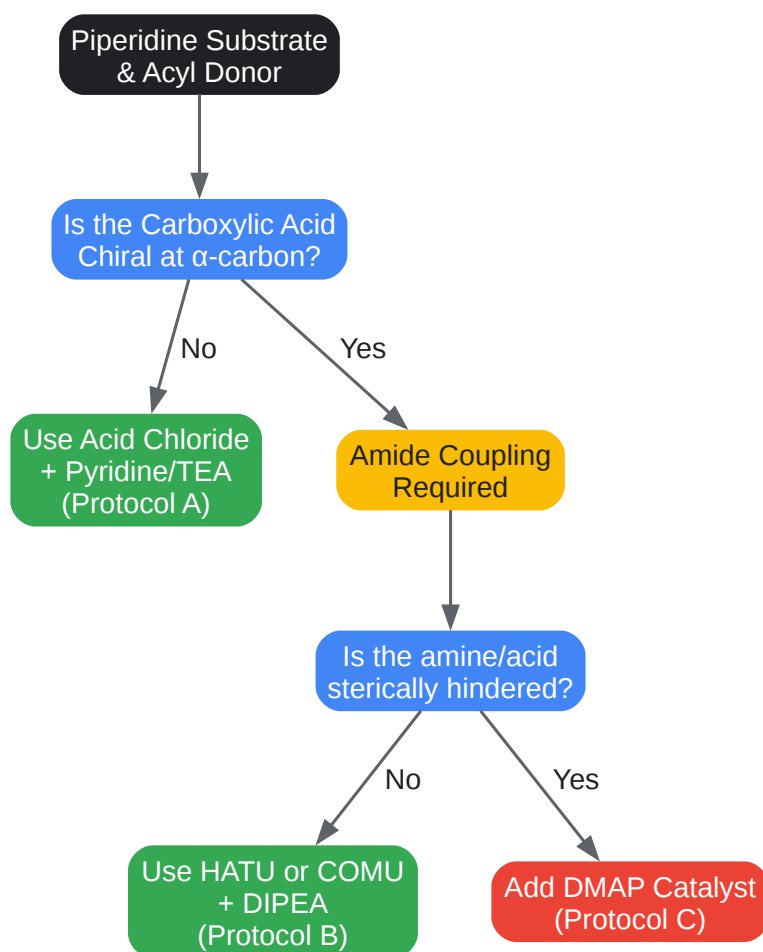 Piperidine Substrate
& Acyl Donor
Is the Carboxylic Acid
Chiral at α-carbon?
No
Yes
Use Acid Chloride
+ Pyridine/TEA
(Protocol A)
Amide Coupling
Required
Is the amine/acid
sterically hindered?
No
Yes
Use HATU or COMU
+ DIPEA
(Protocol B)
Add DMAP Catalyst
(Protocol C)